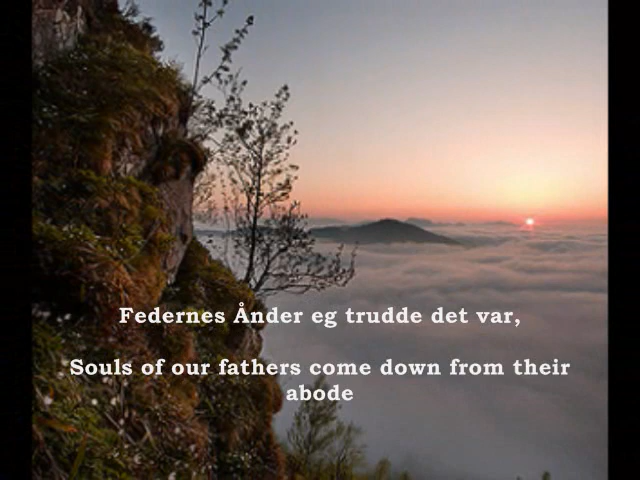 Federnes Ånder eg trudde det var,
Souls of our fathers come down from their
abode